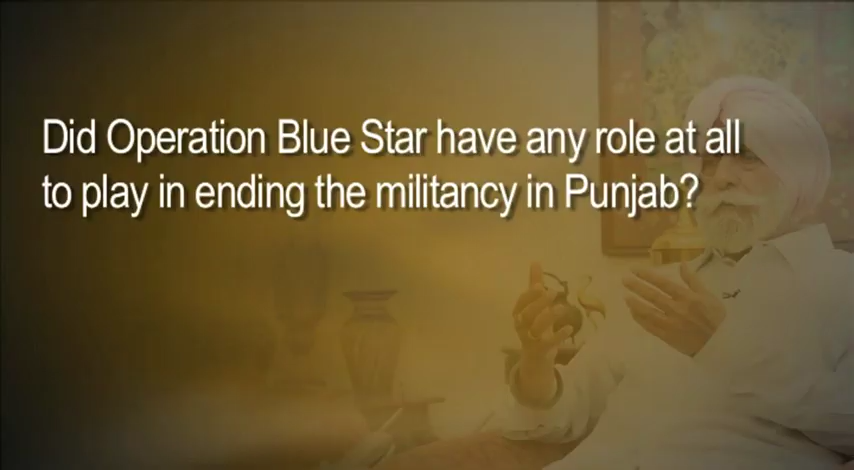 Did Operation Blue Star have any role at all
to play in ending the militancy in Punjab?